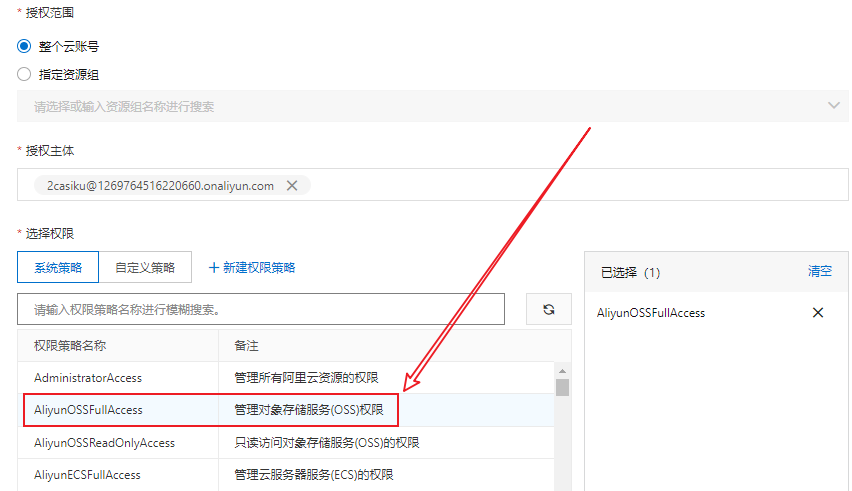 * 授权范围
整个云账号
指定资源组
请选择或输入资源组名称进行搜索
* 授权主体
2casiku@1269764516220660.onaliyun.com
* 选择权限
系统策略 自定义策略 + 新建权限策略
请输入权限策略名称进行模糊搜索。
权限策略名称 备注
AdministratorAccess 管理所有阿里云资源的权限
AliyunOSSFullAccess 管理对象存储服务(OSS)权限
AliyunOSSReadOnlyAccess 只读访问对象存储服务(OSS)的权限
AliyunECSFullAccess 管理云服务器服务(ECS)的权限
已选择（1） 清空
AliyunOSSFullAccess